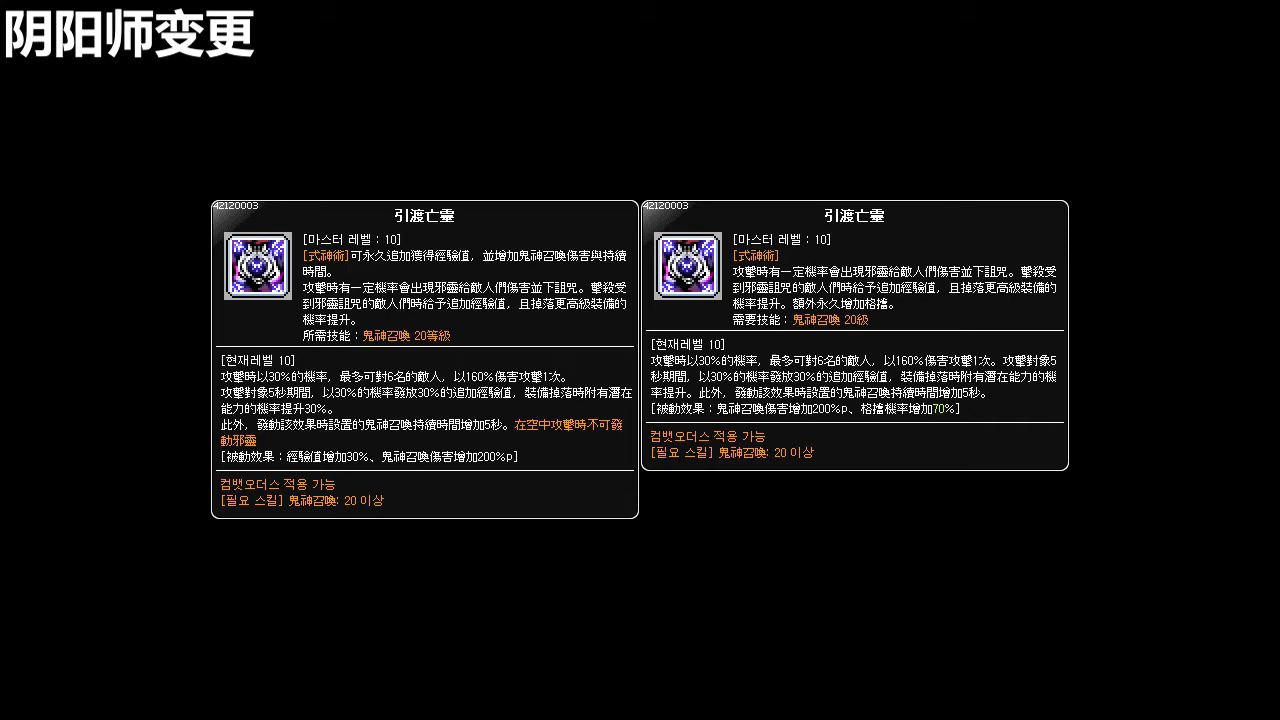 阴阳师变更
42120003
引渡亡靈
[마스터 레벨 : 10]
[式神術]可永久追加獲得經驗值，並增加鬼神召喚傷害與持續
時間。
攻擊時有一定機率會出現邪靈給敵人們傷害並下詛咒。擊殺受
到邪靈詛咒的敵人們時給予追加經驗值，且掉落更高級裝備的
機率提升。
所需技能：鬼神召喚 20等級
[현재레벨 10]
攻擊時以30%的機率，最多可對6名的敵人，以160%傷害攻擊1次。
攻擊對象5秒期間，以30%的機率發放30%的追加經驗值，裝備掉落時附有潛在
能力的機率提升30%。
此外，發動該效果時設置的鬼神召喚持續時間增加5秒。在空中攻擊時不可發
動邪靈
[被動效果：經驗值增加30%、鬼神召喚傷害增加200%p]
컴뱃오더스 적용 가능
[필요 스킬] 鬼神召喚: 20 이상
42120003
引渡亡靈
[마스터 레벨 : 10]
[式神術]
攻擊時有一定機率會出現邪靈給敵人們傷害並下詛咒。擊殺受
到邪靈詛咒的敵人們時給予追加經驗值，且掉落更高級裝備的
機率提升。額外永久增加格擋。
需要技能：鬼神召喚 20級
[현재레벨 10]
攻擊時以30%的機率，最多可對6名的敵人，以160%傷害攻擊1次。攻擊對象5
秒期間，以30%的機率發放30%的追加經驗值，裝備掉落時附有潛在能力的機
率提升。此外，發動該效果時設置的鬼神召喚持續時間增加5秒。
[被動效果：鬼神召喚傷害增加200%p、格擋機率增加70%]
컴뱃오더스 적용 가능
[필요 스킬] 鬼神召喚: 20 이상